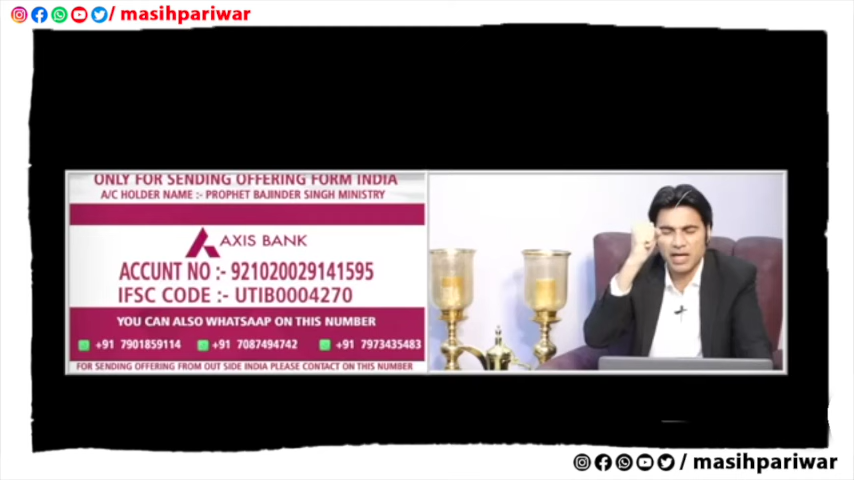 / masihpariwar
ONLY FOR SENDING OFFERING FORM INDIA
A/C HOLDER NAME :- PROPHET BAJINDER SINGH MINISTRY
AXIS BANK
ACCUNT NO :- 921020029141595
IFSC CODE :- UTIB0004270
YOU CAN ALSO WHATSAAP ON THIS NUMBER
+91 7901859114 +91 7087494742 +91 7973435483
FOR SENDING OFFERING FROM OUT SIDE INDIA PLEASE CONTACT ON THIS NUMBER
/ masihpariwar